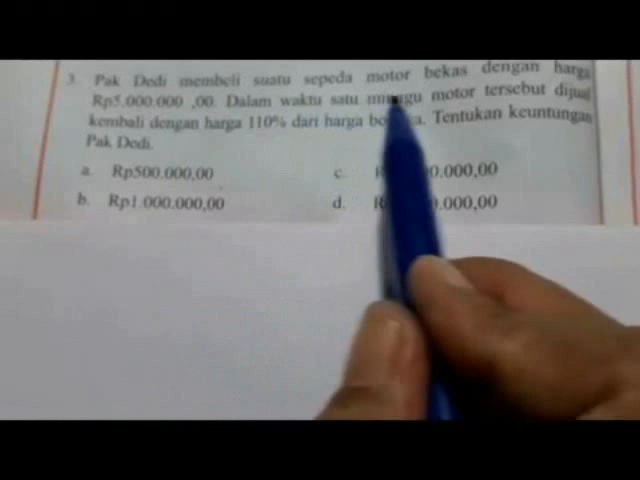 3. Pak Dedi membeli suatu sepeda motor bekas dengan harga
Rp5.000.000 ,00. Dalam waktu satu minggu motor tersebut dijual
kembali dengan harga 110% dari harga Tentukan keuntungan
Pak Dedi.
a. Rp500.000,00 c.
b. Rp1.000.000,00 d.